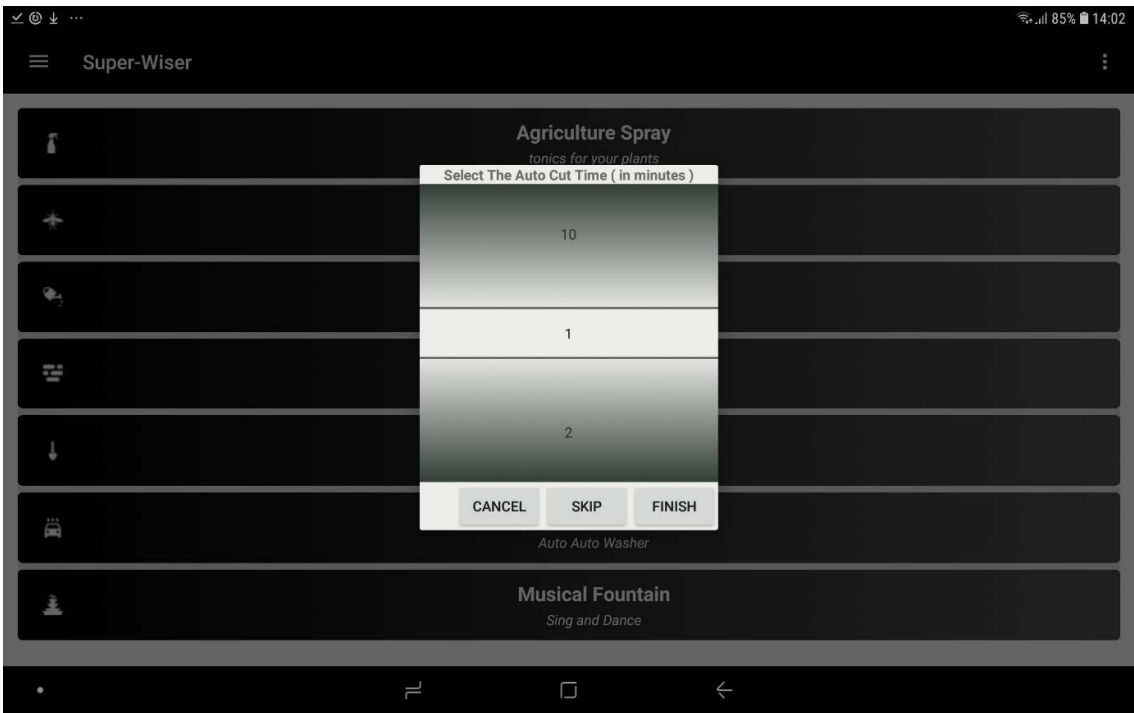 85% 14:02
Super-Wiser
Agriculture Spray
tonics for your plants
Select The Auto Cut Time ( in minutes )
10
1
2
CANCEL SKIP FINISH
Auto Auto Washer
Musical Fountain
Sing and Dance